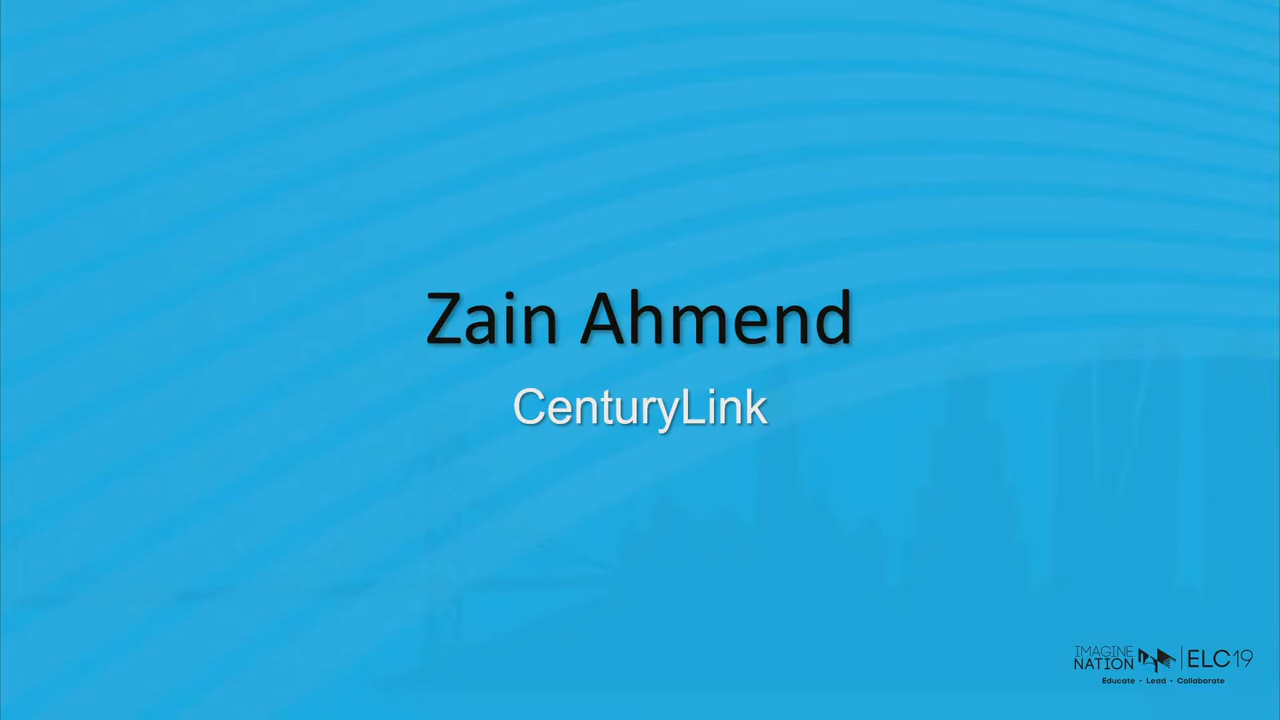 Zain Ahmend
CenturyLink
IMAGINE
NATION
ELC19
Educate • Lead • Collaborate